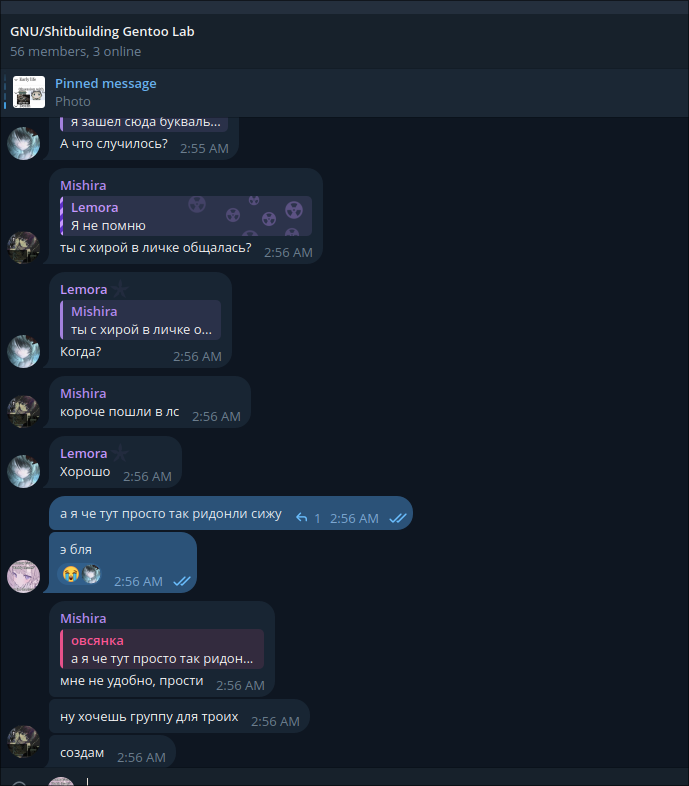 GNU/Shitbuilding Gentoo Lab
56 members, 3 online
Pinned message
Photo
я зашел сюда букваль...
А что случилось? 2:55 AM
Mishira
Lemora
Я не помню
ты с хирой в личке общалась? 2:56 AM
Lemora
Mishira
ты с хирой в личке о...
Когда? 2:56 AM
Mishira
короче пошли в лс 2:56 AM
Lemora
Хорошо 2:56 AM
а я че тут просто так ридонли сижу 1 2:56 AM
э бля
2:56 AM
Mishira
овсянка
а я че тут просто так ридон...
мне не удобно, прости 2:56 AM
ну хочешь группу для троих 2:56 AM
создам 2:56 AM